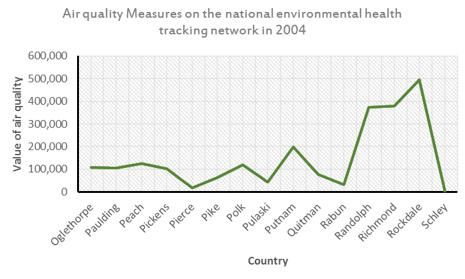 Air quality Measures on the national environmental health
tracking network in 2004
Value of air quality
600,000
500,000
400,000
300,000
200,000
100,000
0
Oglethorpe
Paulding
Peach
Pickens
Pierce
Pike
Polk
Pulaski
Putnam
Quitman
Rabun
Randolph
Richmond
Rockdale
Schley
Country